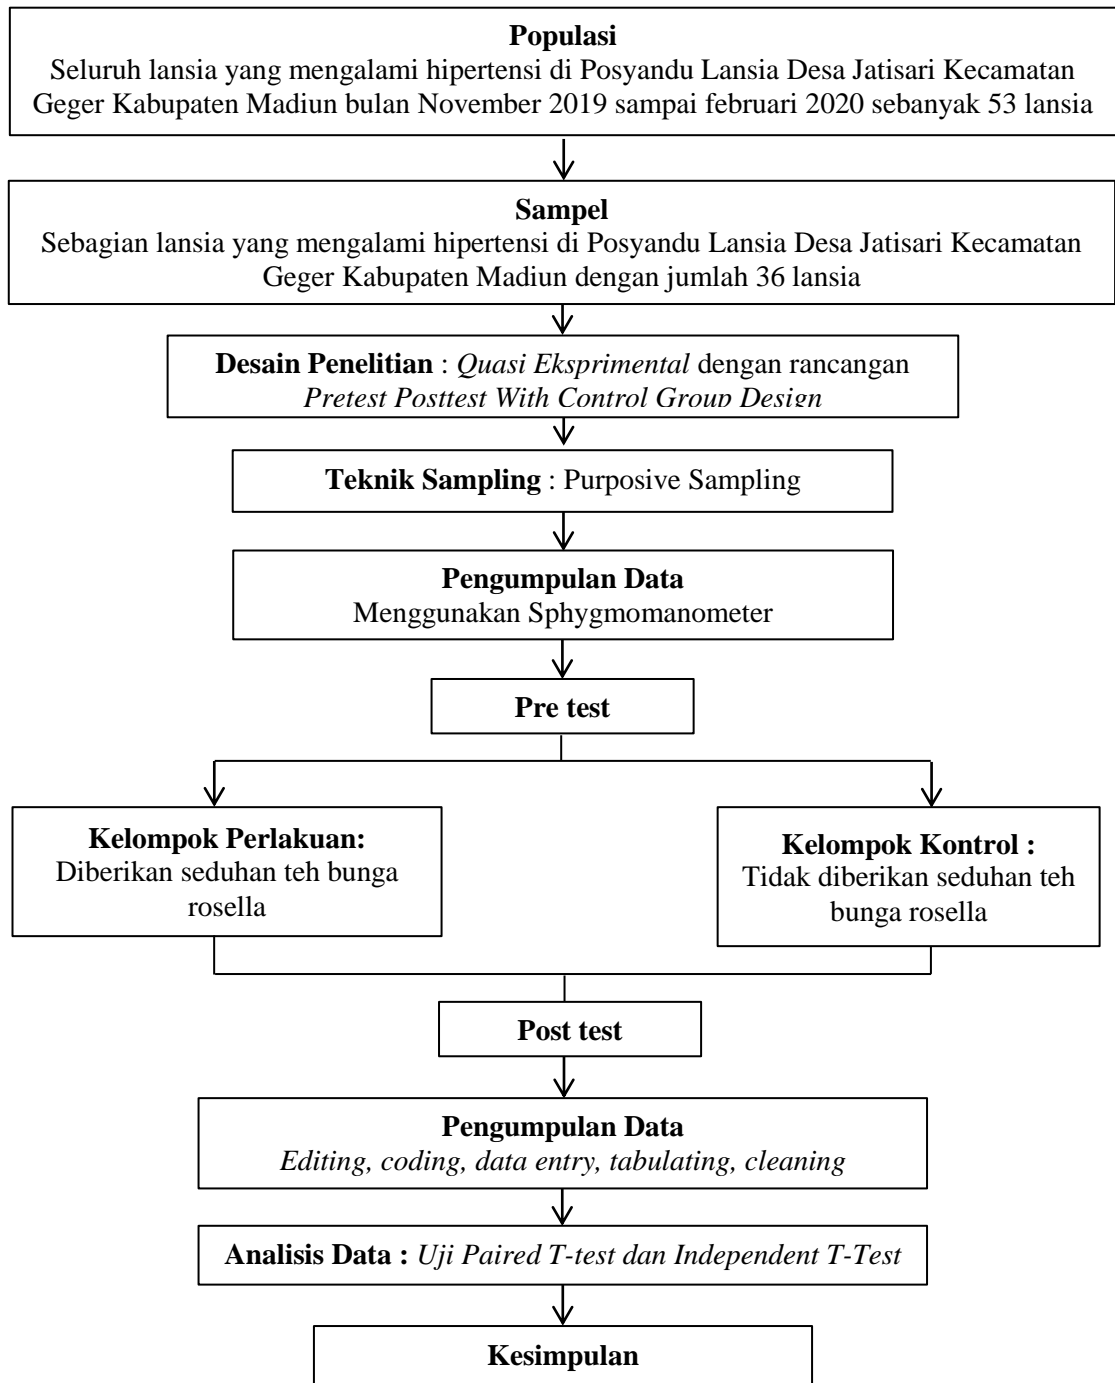 Populasi
Seluruh lansia yang mengalami hipertensi di Posyandu Lansia Desa Jatisari Kecamatan
Geger Kabupaten Madiun bulan November 2019 sampai februari 2020 sebanyak 53 lansia
Sampel
Sebagian lansia yang mengalami hipertensi di Posyandu Lansia Desa Jatisari Kecamatan
Geger Kabupaten Madiun dengan jumlah 36 lansia
Desain Penelitian : Quasi Eksprimental dengan rancangan
Pretest Posttest With Control Group Design
Teknik Sampling : Purposive Sampling
Pengumpulan Data
Menggunakan Sphygmomanometer
Pre test
Kelompok Perlakuan:
Diberikan seduhan teh bunga
rosella
Kelompok Kontrol :
Tidak diberikan seduhan teh
bunga rosella
Post test
Pengumpulan Data
Editing, coding, data entry, tabulating, cleaning
Analisis Data : Uji Paired T-test dan Independent T-Test
Kesimpulan